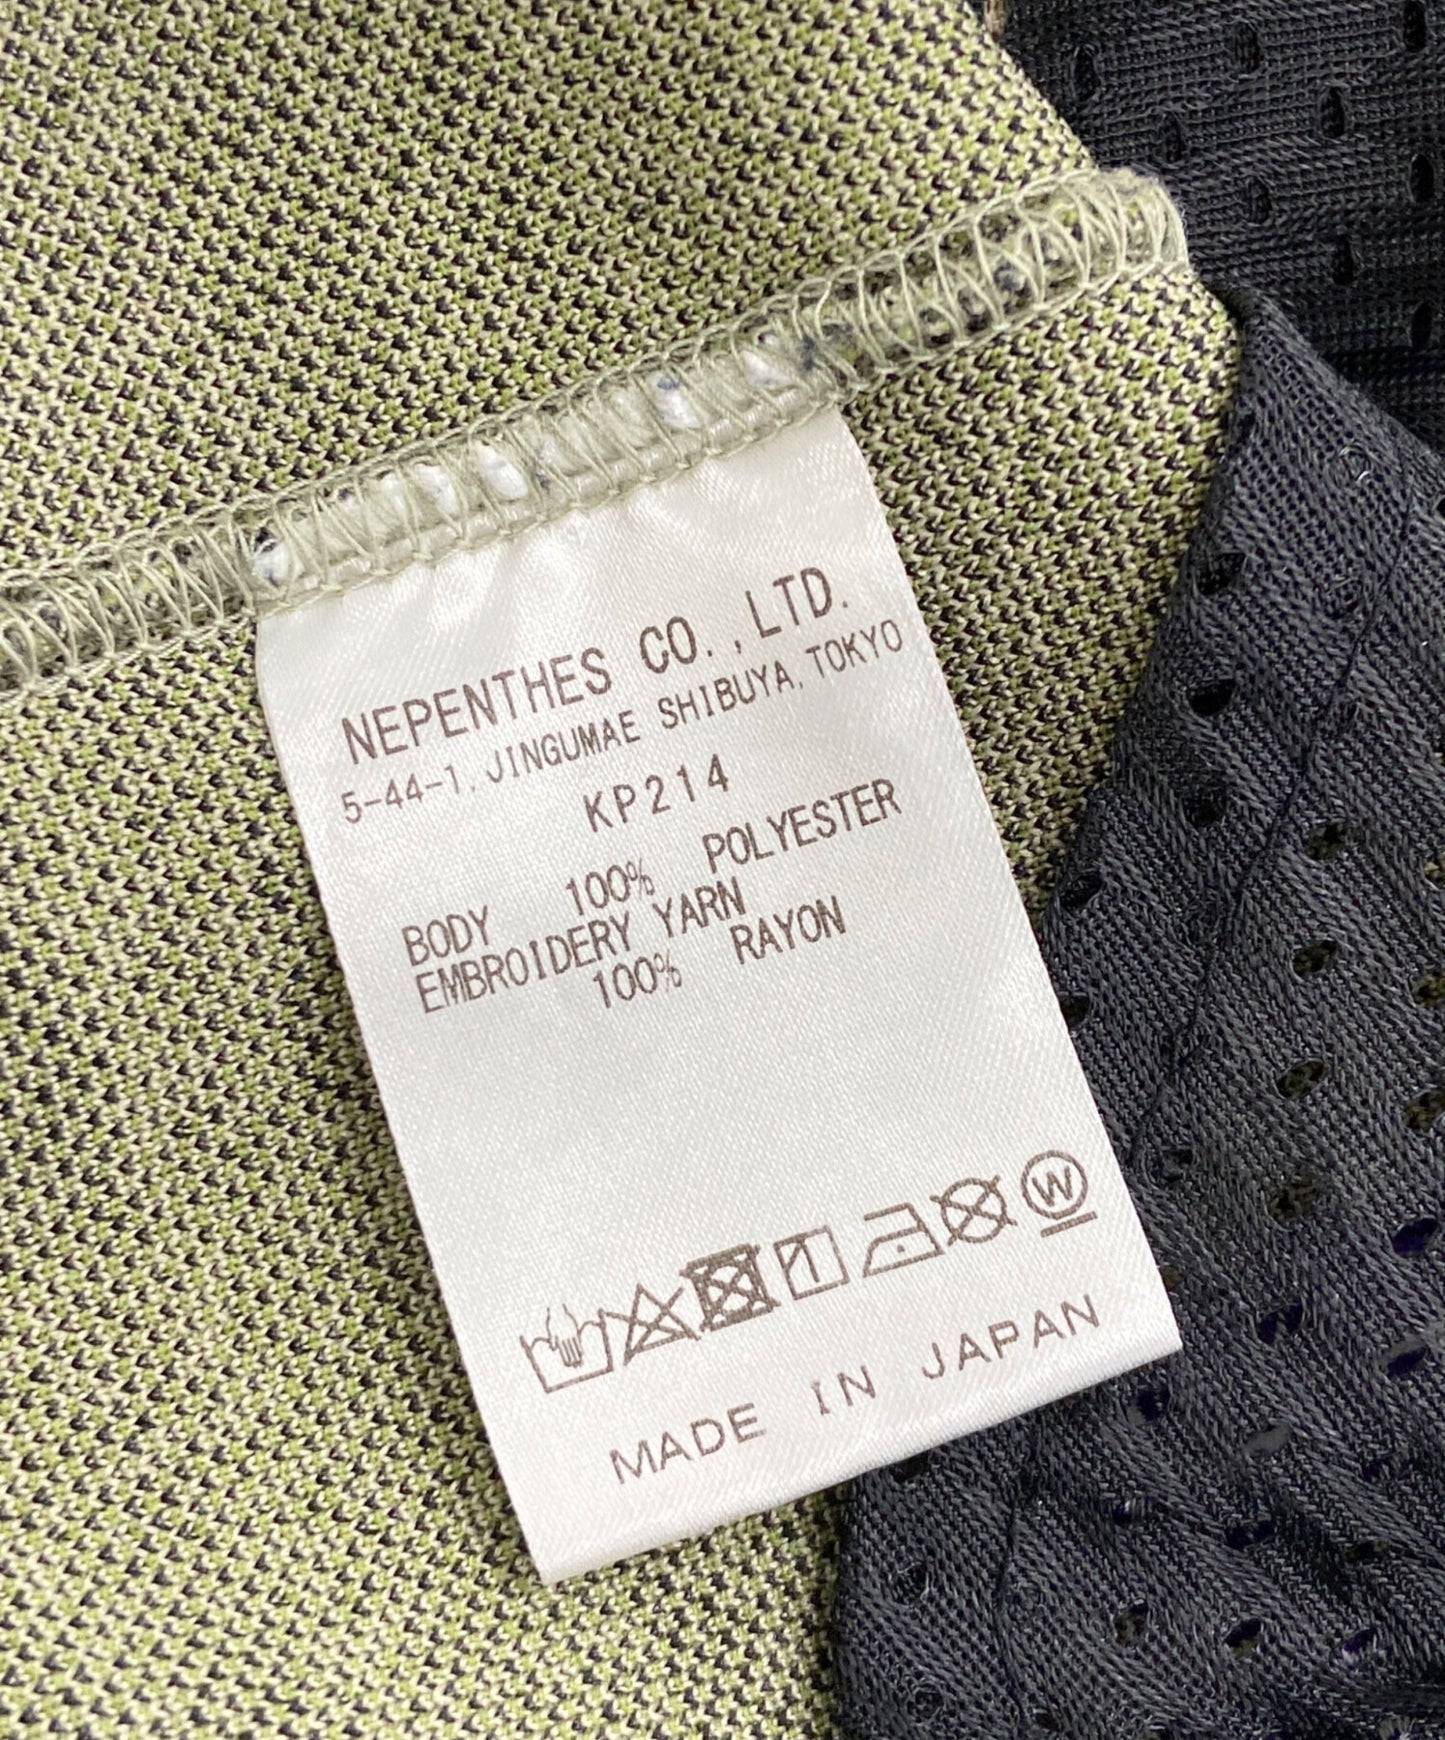 NEPENTHES CO.,LTD.
5-44-1, JINGUMAE SHIBUYA, TOKYO
KP214
BODY 100% POLYESTER
EMBROIDERY YARN
100% RAYON
W
MADE IN JAPAN